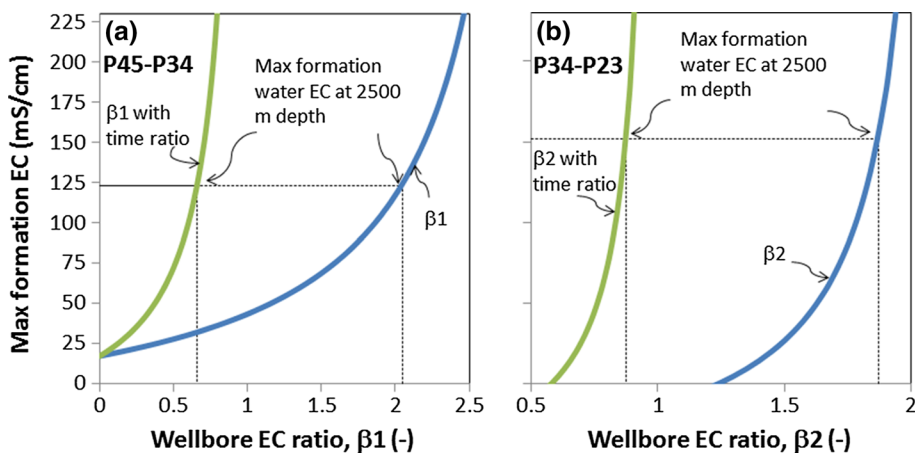 (a)
P45-P34
Max formation
water EC at 2500
m depth
β1 with
time ratio
β1
Max formation EC (mS/cm)
225
200
175
150
125
100
75
50
25
0
0
0.5
1
1.5
2
2.5
Wellbore EC ratio, β1 (-)
(b)
P34-P23
Max formation
water EC at 2500
m depth
β2 with
time ratio
β2
0.5
1
1.5
2
Wellbore EC ratio, β2 (-)